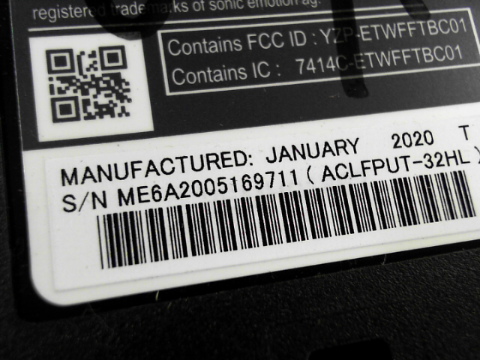 registered trademarks of sonic emotion ag.
Contains FCC ID : YZP-ETWFFTBC01
Contains IC : 7414C-ETWFFTBC01
MANUFACTURED: JANUARY 2020 T
S/N ME6A2005169711 ( ACLFPUT-32HL )